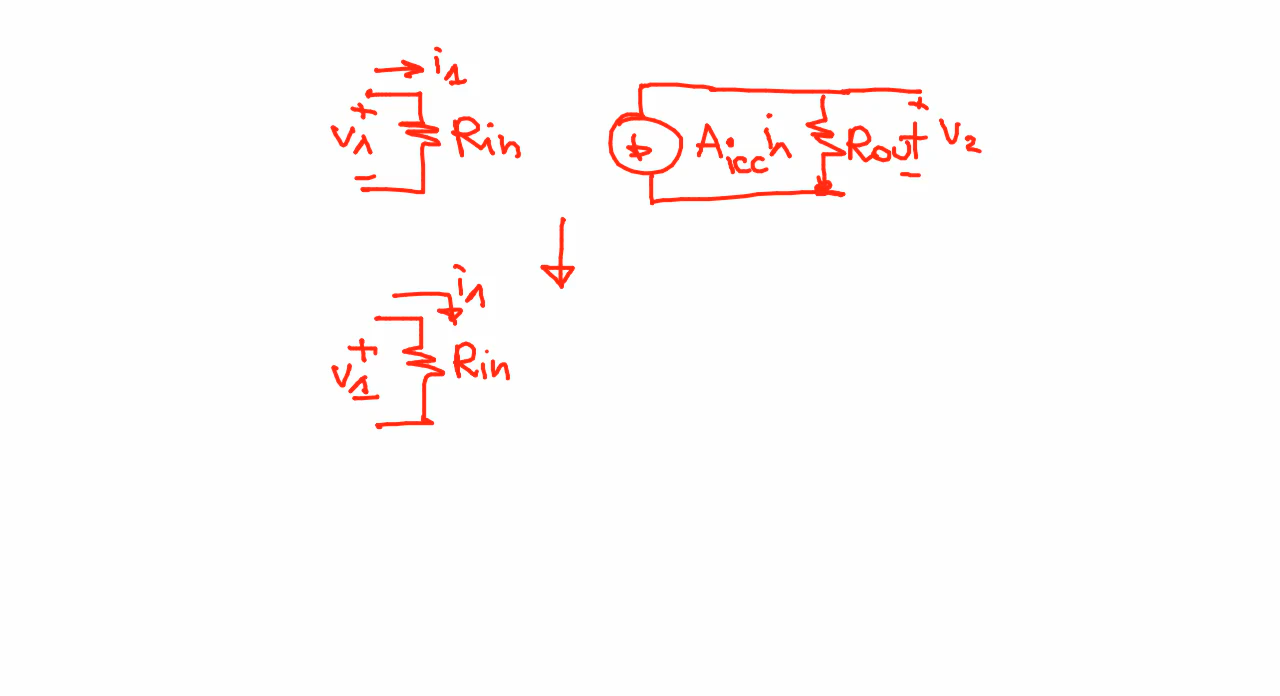 i1
+
v1
−
Rin
Aicc i1
Rout
+
v2
−
i1
+
v1
−
Rin